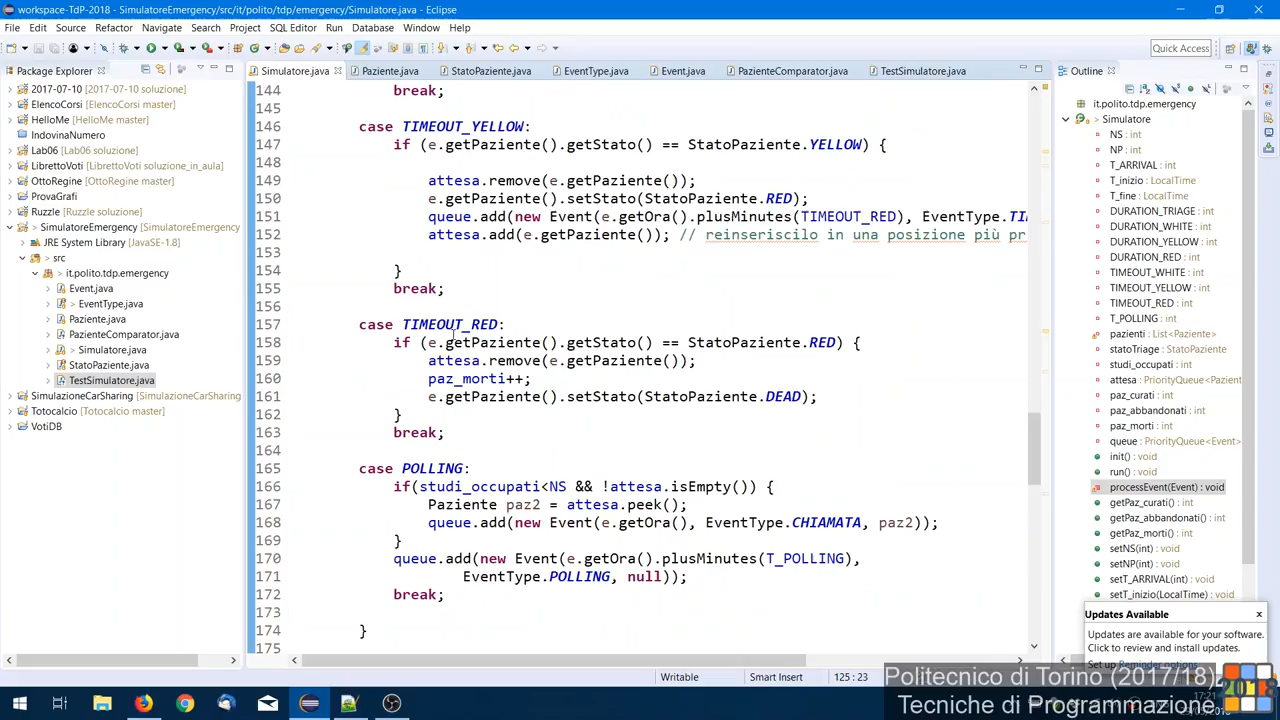 workspace-TdP-2018 - SimulatoreEmergency/src/it/polito/tdp/emergency/Simulatore.java - Eclipse
File Edit Source Refactor Navigate Search Project SQL Editor Run Database Window Help
Quick Access
Package Explorer
2017-07-10 [2017-07-10 soluzione]
ElencoCorsi [ElencoCorsi master]
HelloMe [HelloMe master]
IndovinaNumero
Lab06 [Lab06 soluzione]
LibrettoVoti [LibrettoVoti soluzione_in_aula]
OttoRegine [OttoRegine master]
ProvaGrafi
Ruzzle [Ruzzle soluzione]
SimulatoreEmergency [SimulatoreEmergency
JRE System Library [JavaSE-1.8]
> src
it.polito.tdp.emergency
Event.java
> EventType.java
Paziente.java
PazienteComparator.java
> Simulatore.java
StatoPaziente.java
TestSimulatore.java
SimulazioneCarSharing [SimulazioneCarSharing
Totocalcio [Totocalcio master]
VotiDB
Simulatore.java Paziente.java StatoPaziente.java EventType.java Event.java PazienteComparator.java TestSimulatore.java
144 break;
145
146 case TIMEOUT_YELLOW:
147 if (e.getPaziente().getStato() == StatoPaziente.YELLOW) {
148
149 attesa.remove(e.getPaziente());
150 e.getPaziente().setStato(StatoPaziente.RED);
151 queue.add(new Event(e.getOra().plusMinutes(TIMEOUT_RED), EventType.TI
152 attesa.add(e.getPaziente()); // reinseriscilo in una posizione più pr
153
154 }
155 break;
156
157 case TIMEOUT_RED:
158 if (e.getPaziente().getStato() == StatoPaziente.RED) {
159 attesa.remove(e.getPaziente());
160 paz_morti++;
161 e.getPaziente().setStato(StatoPaziente.DEAD);
162 }
163 break;
164
165 case POLLING:
166 if(studi_occupati<NS && !attesa.isEmpty()) {
167 Paziente paz2 = attesa.peek();
168 queue.add(new Event(e.getOra(), EventType.CHIAMATA, paz2));
169 }
170 queue.add(new Event(e.getOra().plusMinutes(T_POLLING),
171 EventType.POLLING, null));
172 break;
173
174 }
175
Outline
it.polito.tdp.emergency
Simulatore
NS : int
NP : int
T_ARRIVAL : int
T_inizio : LocalTime
T_fine : LocalTime
DURATION_TRIAGE : int
DURATION_WHITE : int
DURATION_YELLOW : int
DURATION_RED : int
TIMEOUT_WHITE : int
TIMEOUT_YELLOW : int
TIMEOUT_RED : int
T_POLLING : int
pazienti : List<Paziente>
statoTriage : StatoPaziente
studi_occupati : int
attesa : PriorityQueue<Pazient
paz_curati : int
paz_abbandonati : int
paz_morti : int
queue : PriorityQueue<Event>
init() : void
run() : void
processEvent(Event) : void
getPaz_curati() : int
getPaz_abbandonati() : int
getPaz_morti() : int
setNS(int) : void
setNP(int) : void
setT_ARRIVAL(int) : void
setT_inizio(LocalTime) : void
Updates Available
Updates are available for your software.
Click to review and install updates.
Set up Reminder options
Writable Smart Insert 125 : 23
Politecnico di Torino (2017/18)
Tecniche di Programmazione
2018
17:21